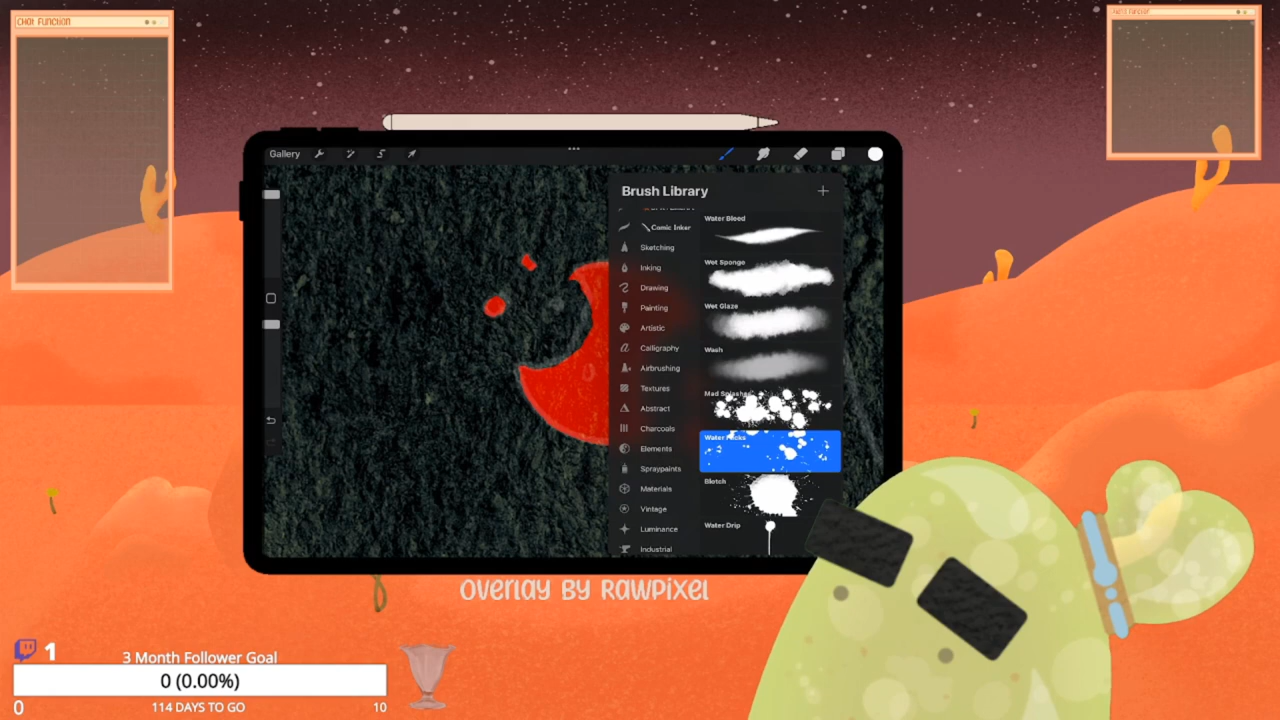 CHAT FUNCTION
Gallery
Brush Library
Comic Inker
Sketching
Inking
Drawing
Painting
Artistic
Calligraphy
Airbrushing
Textures
Abstract
Charcoals
Elements
Spraypaints
Materials
Vintage
Luminance
Industrial
Water Bleed
Wet Sponge
Wet Glaze
Wash
Mad Splashes
Water Flicks
Blotch
Water Drip
OVERLAY BY RAWPIXEL
1
3 Month Follower Goal
0 (0.00%)
0 114 DAYS TO GO 10